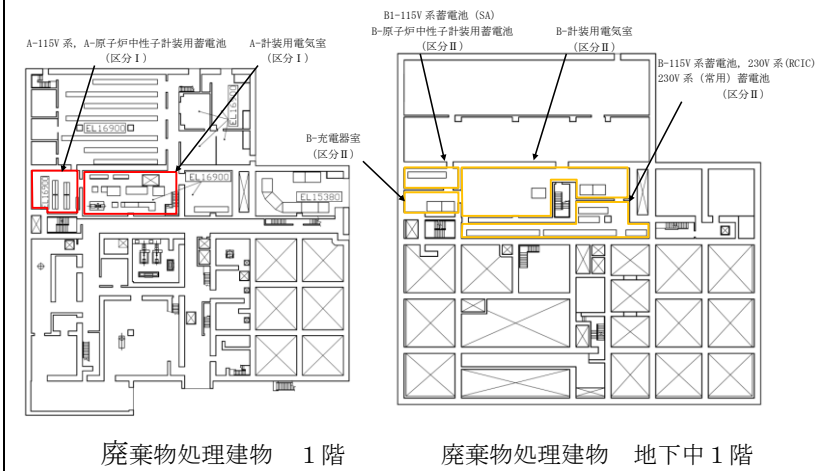 B1-115V 系蓄電池 (SA)
B-原子炉中性子計装用蓄電池
（区分Ⅱ）
A-115V 系, A-原子炉中性子計装用蓄電池
（区分Ⅰ）
A-計装用電気室
（区分Ⅰ）
B-計装用電気室
（区分Ⅱ）
B-115V 系蓄電池, 230V 系(RCIC)
230V 系（常用）蓄電池
（区分Ⅱ）
B-充電器室
（区分Ⅱ）
EL16900
EL16900
EL16900
EL16900
EL15380
廃棄物処理建物　１階
廃棄物処理建物　地下中１階